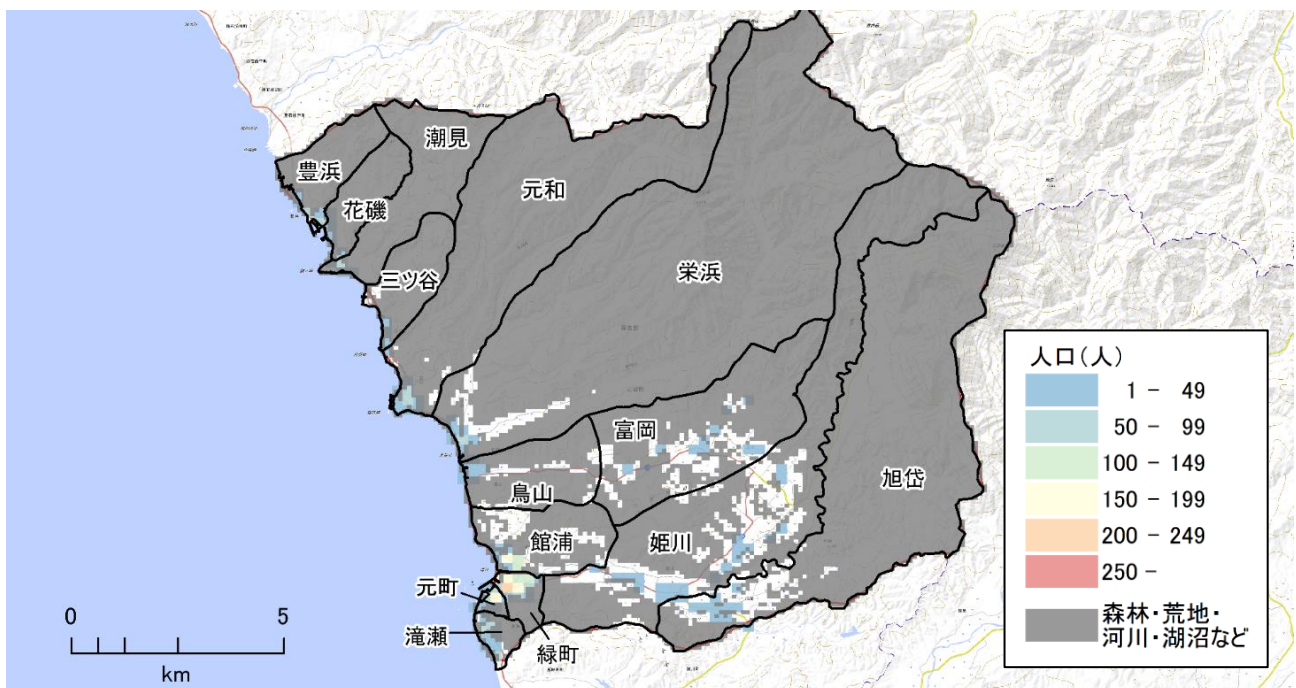 潮見
豊浜
元和
花磯
三ツ谷
栄浜
富岡
旭岱
鳥山
館浦
姫川
元町
滝瀬
緑町
0 5
km
人口(人)
1 - 49
50 - 99
100 - 149
150 - 199
200 - 249
250 -
森林・荒地・
河川・湖沼など